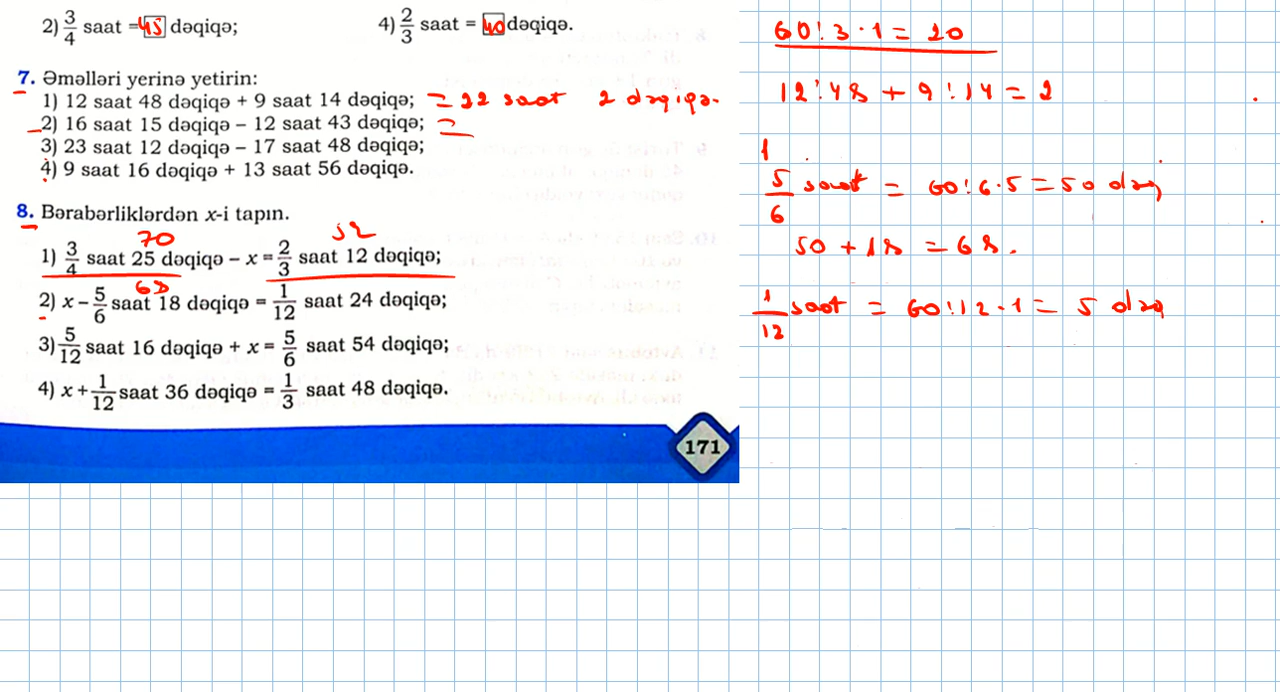 2) 3/4 saat = 45 dəqiqə; 4) 2/3 saat = 40 dəqiqə.
7. Əməlləri yerinə yetirin:
1) 12 saat 48 dəqiqə + 9 saat 14 dəqiqə; = 22 saat 2 dəqiqə.
2) 16 saat 15 dəqiqə – 12 saat 43 dəqiqə; =
3) 23 saat 12 dəqiqə – 17 saat 48 dəqiqə;
4) 9 saat 16 dəqiqə + 13 saat 56 dəqiqə.
8. Bərabərliklərdən x-i tapın.
70 52
1) 3/4 saat 25 dəqiqə – x = 2/3 saat 12 dəqiqə;
68
2) x – 5/6 saat 18 dəqiqə = 1/12 saat 24 dəqiqə;
3) 5/12 saat 16 dəqiqə + x = 5/6 saat 54 dəqiqə;
4) x + 1/12 saat 36 dəqiqə = 1/3 saat 48 dəqiqə.
171
60:3·1=20
12:48 + 9:14 = 2
1
5/6 saat = 60:6·5=50 dəq
50 + 18 = 68.
1/12 saat = 60:12·1= 5 dəq